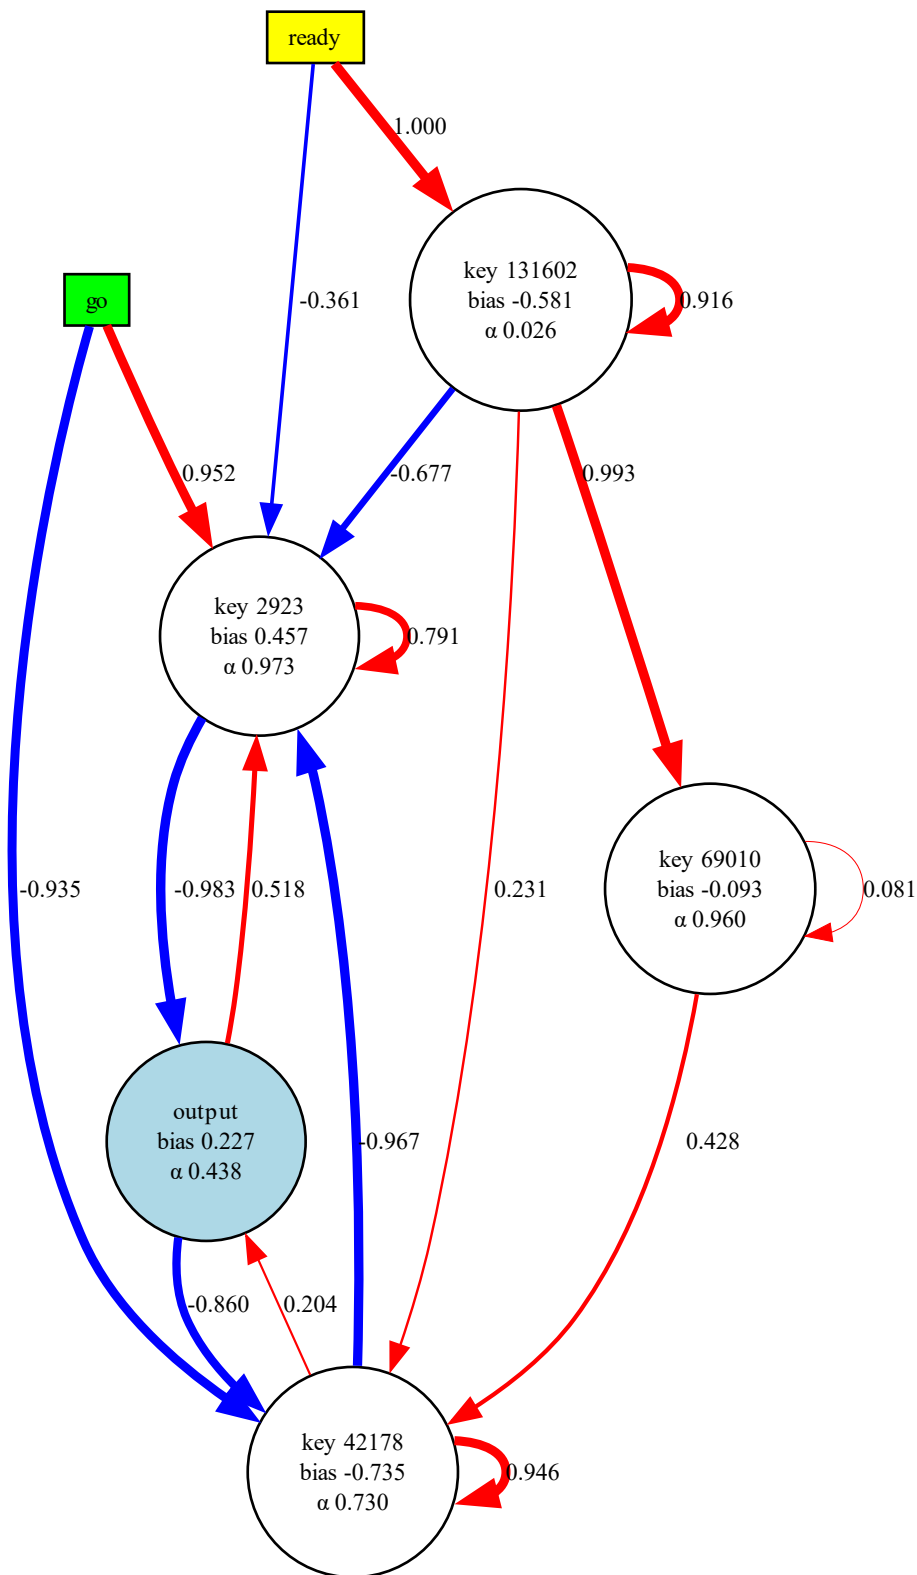 ready
1.000
key 131602
bias -0.581
α 0.026
0.916
go
-0.361
0.952
-0.677
0.993
key 2923
bias 0.457
α 0.973
0.791
-0.935
-0.983
0.518
0.231
key 69010
bias -0.093
α 0.960
0.081
output
bias 0.227
α 0.438
-0.967
0.428
-0.860
0.204
key 42178
bias -0.735
α 0.730
0.946